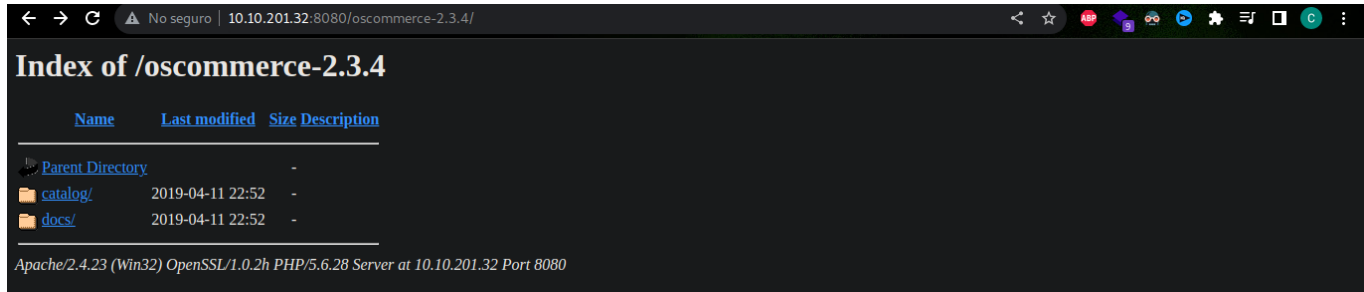 No seguro | 10.10.201.32:8080/oscommerce-2.3.4/
ABP
9
C
Index of /oscommerce-2.3.4
Name Last modified Size Description
Parent Directory -
catalog/ 2019-04-11 22:52 -
docs/ 2019-04-11 22:52 -
Apache/2.4.23 (Win32) OpenSSL/1.0.2h PHP/5.6.28 Server at 10.10.201.32 Port 8080